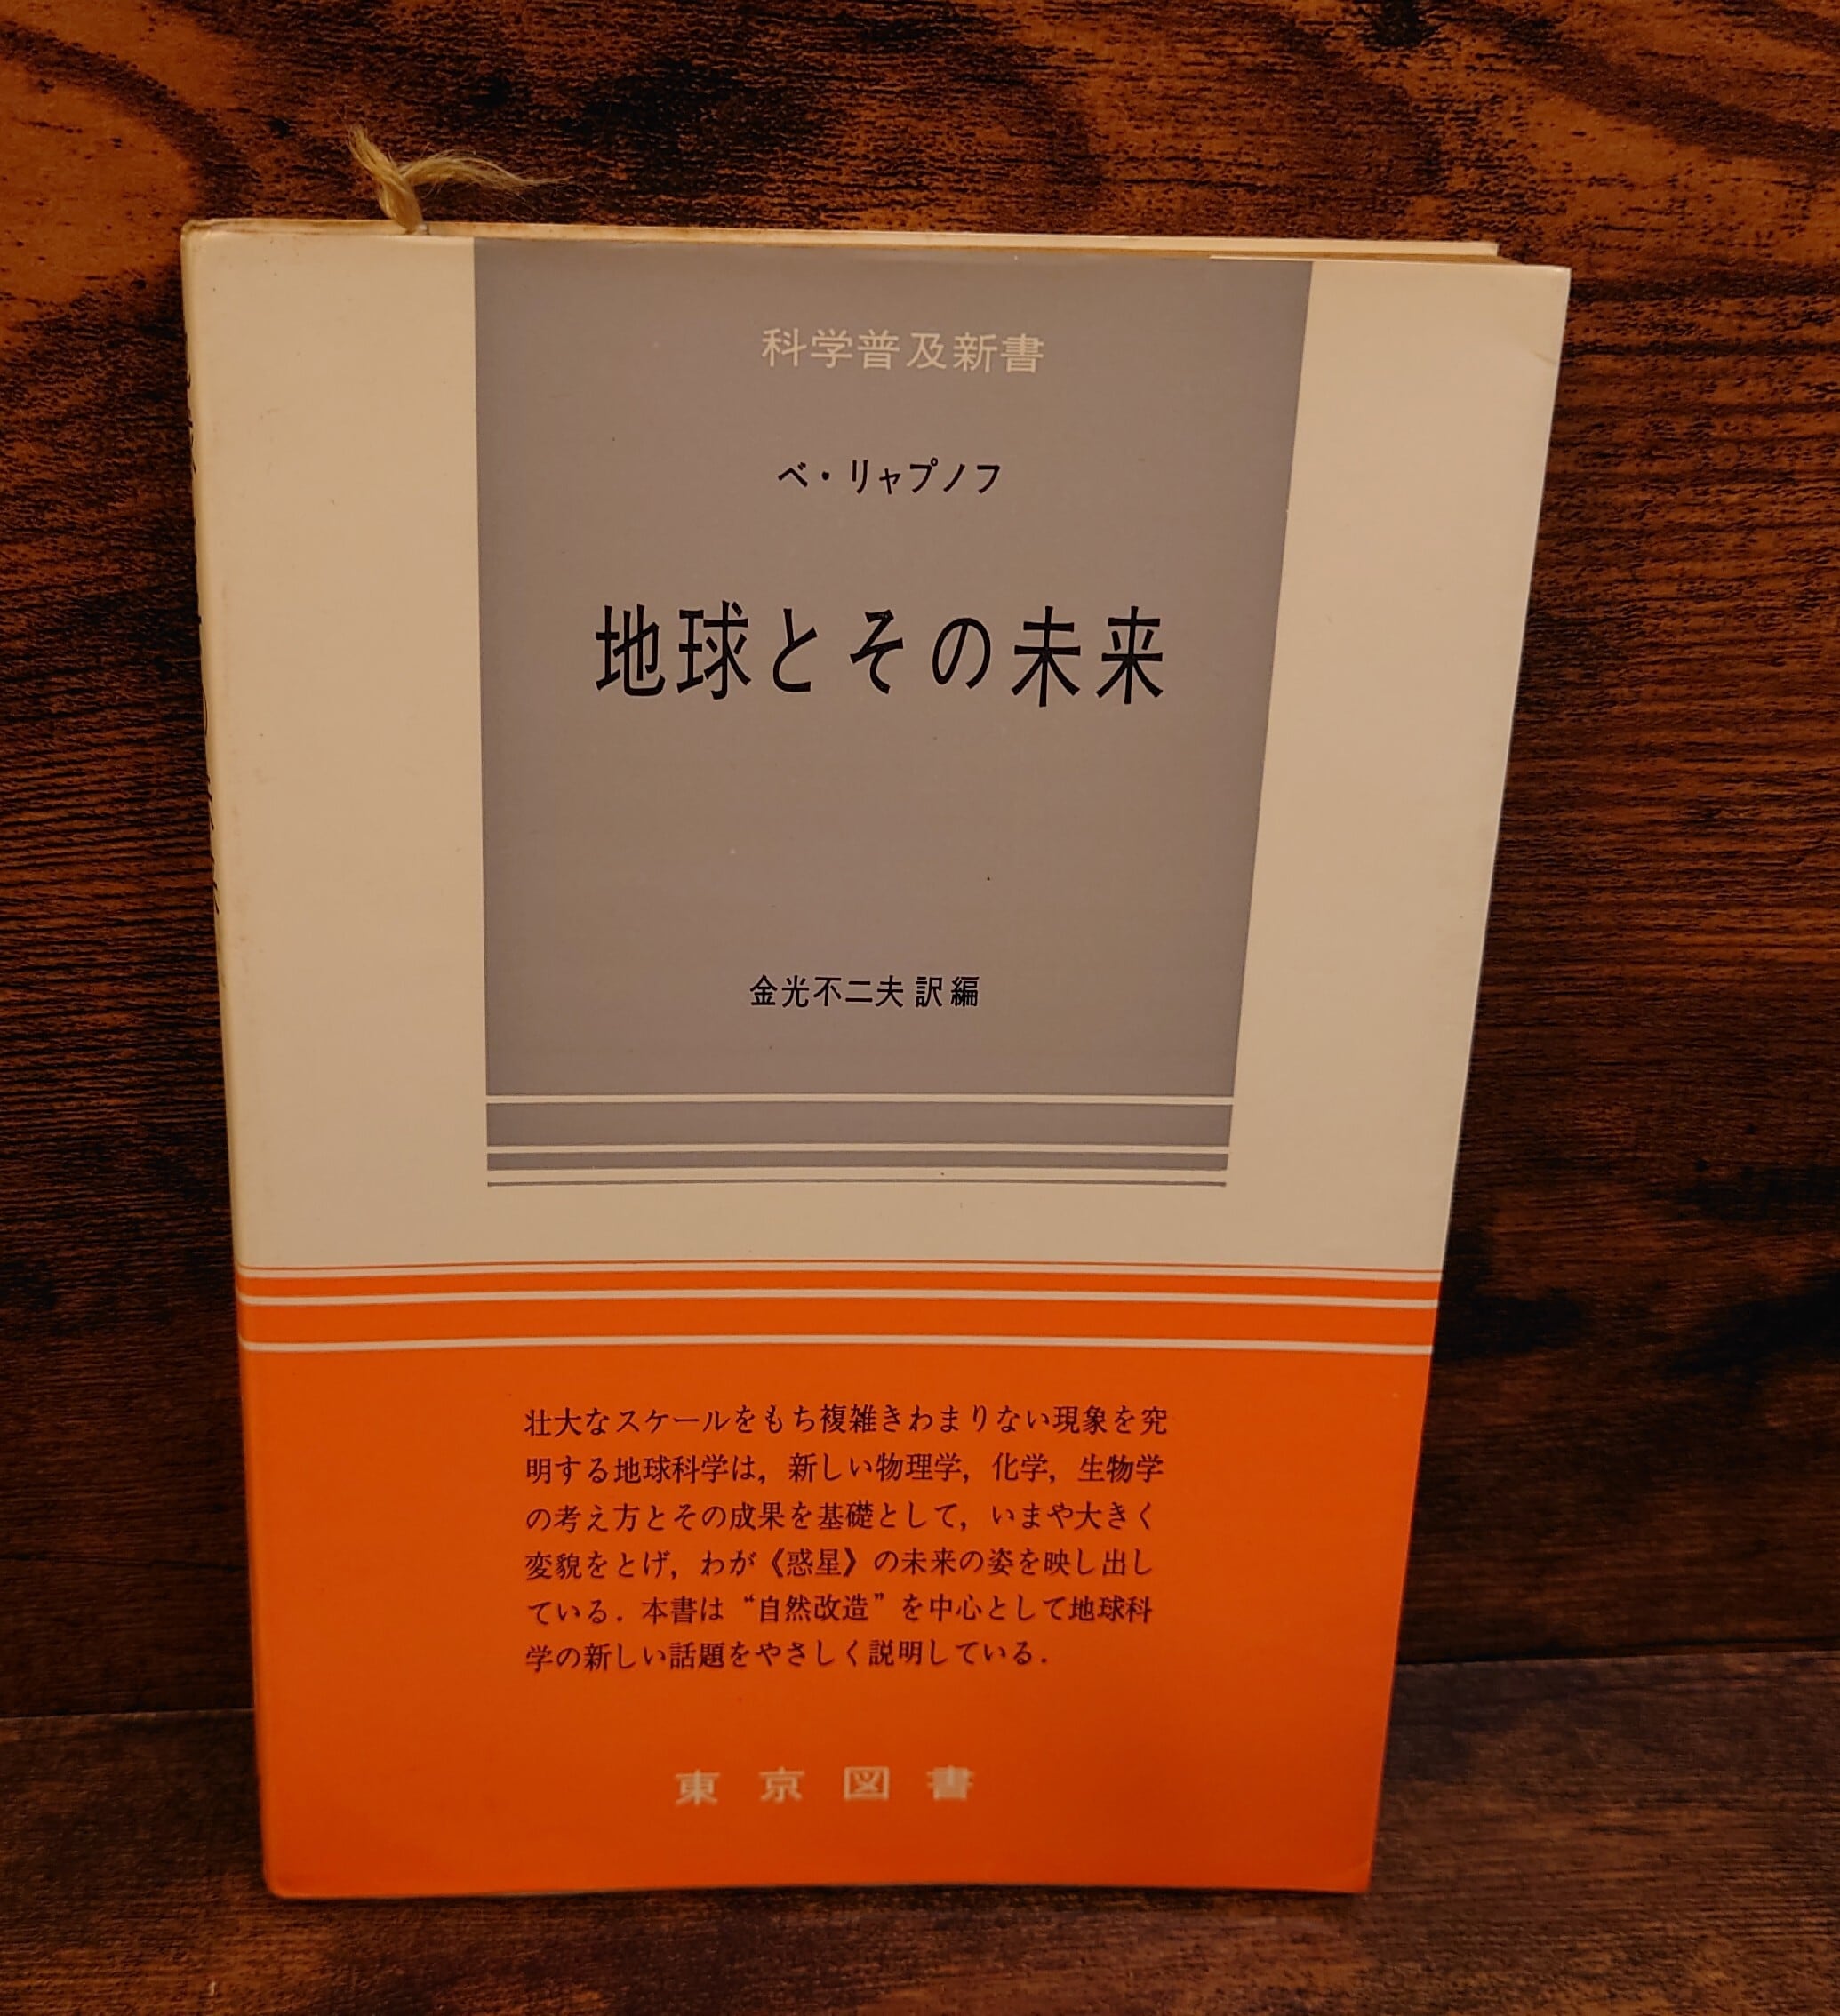 科学普及新書
ベ・リャプノフ
地球とその未来
金光不二夫 訳編
壮大なスケールをもち複雑きわまりない現象を究
明する地球科学は，新しい物理学，化学，生物学
の考え方とその成果を基礎として，いまや大きく
変貌をとげ，わが《惑星》の未来の姿を映し出し
ている．本書は“自然改造”を中心として地球科
学の新しい話題をやさしく説明している．
東京図書